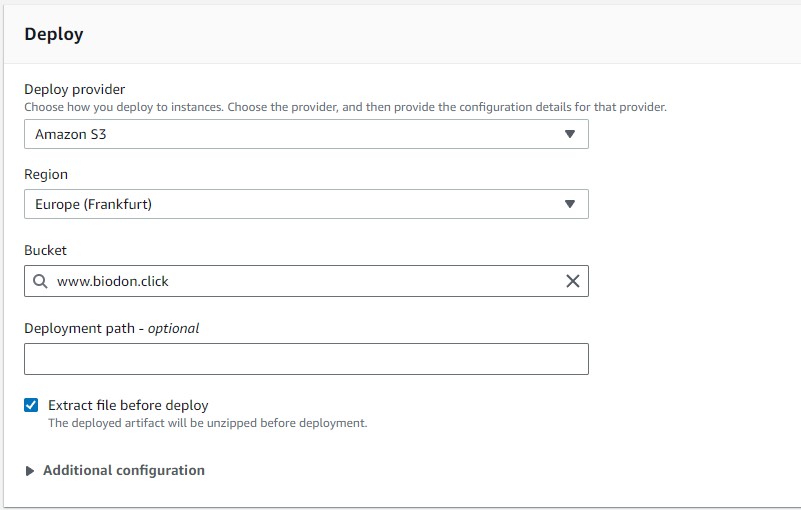 Deploy
Deploy provider
Choose how you deploy to instances. Choose the provider, and then provide the configuration details for that provider.
Amazon S3
Region
Europe (Frankfurt)
Bucket
www.biodon.click
Deployment path - optional
Extract file before deploy
The deployed artifact will be unzipped before deployment.
Additional configuration